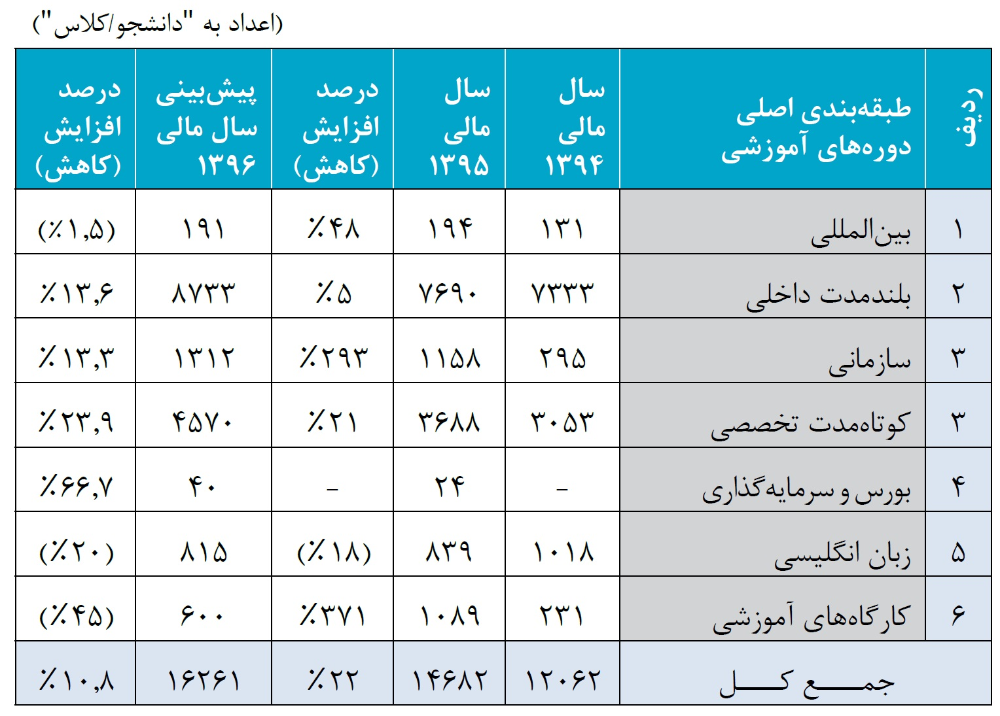 (اعداد به "دانشجو/کلاس")
ردیف طبقه‌بندی اصلی دوره‌های آموزشی سال مالی ۱۳۹۴ سال مالی ۱۳۹۵ درصد افزایش (کاهش) پیش‌بینی سال مالی ۱۳۹۶ درصد افزایش (کاهش)
۱ بین‌المللی ۱۳۱ ۱۹۴ ٪۴۸ ۱۹۱ (٪۱,۵)
۲ بلندمدت داخلی ۷۳۳۳ ۷۶۹۰ ٪۵ ۸۷۳۳ ٪۱۳,۶
۳ سازمانی ۲۹۵ ۱۱۵۸ ٪۲۹۳ ۱۳۱۲ ٪۱۳,۳
۳ کوتاه‌مدت تخصصی ۳۰۵۳ ۳۶۸۸ ٪۲۱ ۴۵۷۰ ٪۲۳,۹
۴ بورس و سرمایه‌گذاری - ۲۴ - ۴۰ ٪۶۶,۷
۵ زبان انگلیسی ۱۰۱۸ ۸۳۹ (٪۱۸) ۸۱۵ (٪۲۰)
۶ کارگاه‌های آموزشی ۲۳۱ ۱۰۸۹ ٪۳۷۱ ۶۰۰ (٪۴۵)
جمـــع کـــل ۱۲۰۶۲ ۱۴۶۸۲ ٪۲۲ ۱۶۲۶۱ ٪۱۰,۸